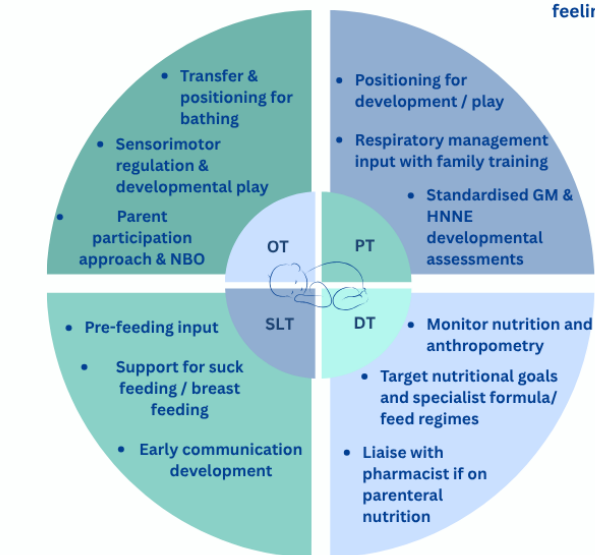 feelin
• Transfer &
positioning for
bathing
• Sensorimotor
regulation &
developmental play
• Parent
participation
approach & NBO
• Positioning for
development / play
• Respiratory management
input with family training
• Standardised GM &
HNNE
developmental
assessments
OT
PT
SLT
DT
• Pre-feeding input
• Support for suck
feeding / breast
feeding
• Early communication
development
• Monitor nutrition and
anthropometry
• Target nutritional goals
and specialist formula/
feed regimes
• Liaise with
pharmacist if on
parenteral
nutrition